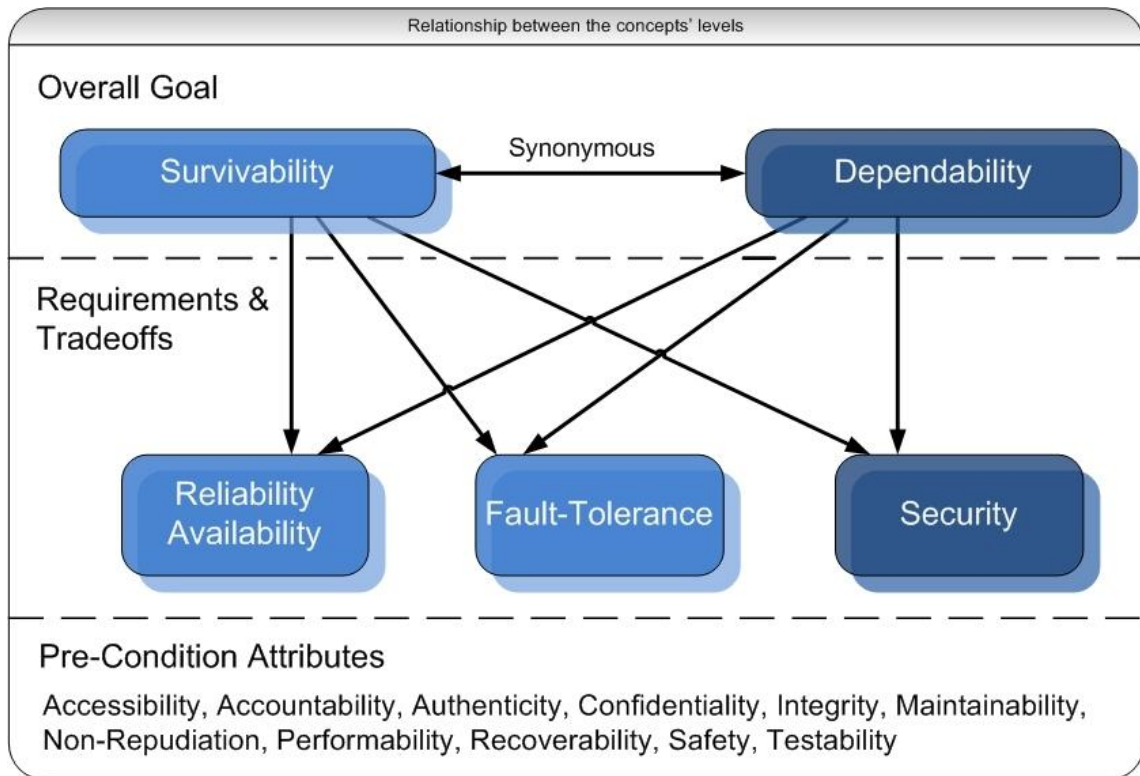 Relationship between the concepts' levels
Overall Goal
Survivability
Synonymous
Dependability
Requirements &
Tradeoffs
Reliability
Availability
Fault-Tolerance
Security
Pre-Condition Attributes
Accessibility, Accountability, Authenticity, Confidentiality, Integrity, Maintainability,
Non-Repudiation, Performability, Recoverability, Safety, Testability